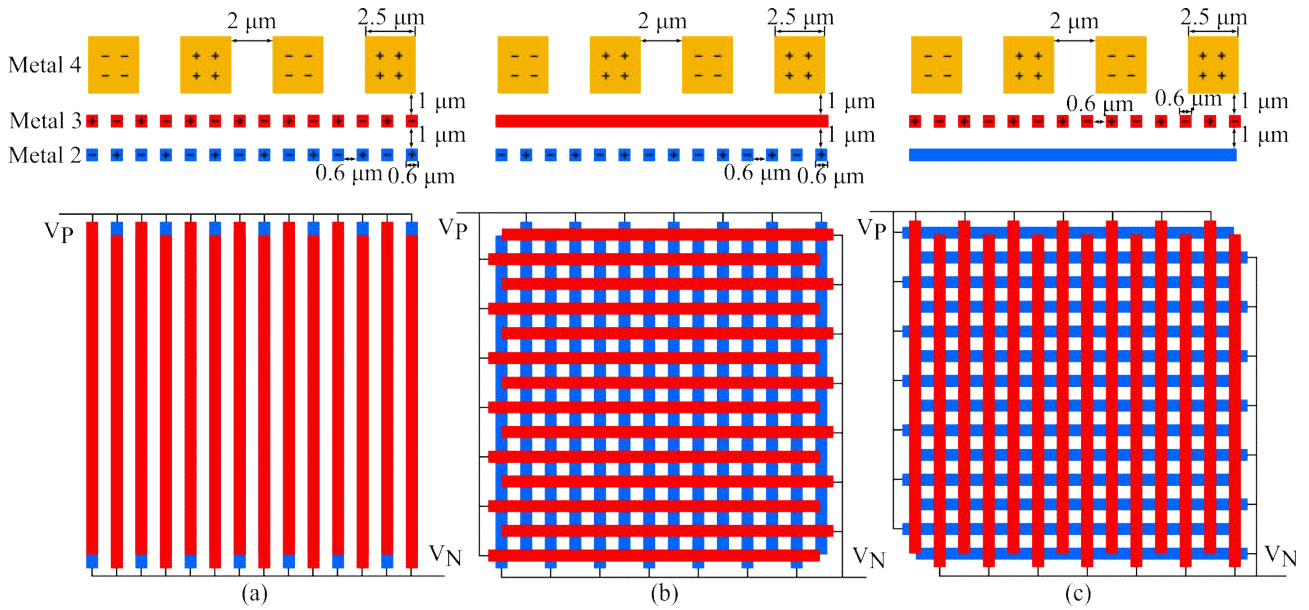 2 μm 2.5 μm 2 μm 2.5 μm 2 μm 2.5 μm
Metal 4
1 μm 1 μm 0.6 μm 0.6 μm 1 μm
Metal 3
1 μm 1 μm 1 μm
Metal 2
0.6 μm 0.6 μm 0.6 μm 0.6 μm
VP VP VP
VN VN VN
(a) (b) (c)